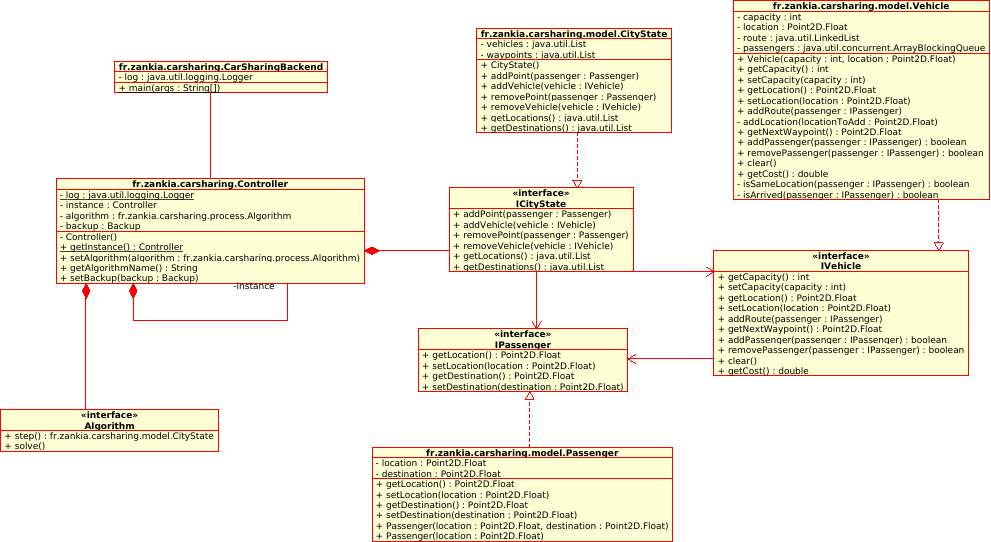 fr.zankia.carsharing.CarSharingBackend
- log : java.util.logging.Logger
+ main(args : String[])
fr.zankia.carsharing.model.CityState
- vehicles : java.util.List
- waypoints : java.util.List
+ CityState()
+ addPoint(passenger : Passenger)
+ addVehicle(vehicle : IVehicle)
+ removePoint(passenger : Passenger)
+ removeVehicle(vehicle : IVehicle)
+ getLocations() : java.util.List
+ getDestinations() : java.util.List
fr.zankia.carsharing.model.Vehicle
- capacity : int
- location : Point2D.Float
- route : java.util.LinkedList
- passengers : java.util.concurrent.ArrayBlockingQueue
+ Vehicle(capacity : int, location : Point2D.Float)
+ getCapacity() : int
+ setCapacity(capacity : int)
+ getLocation() : Point2D.Float
+ setLocation(location : Point2D.Float)
+ addRoute(passenger : IPassenger)
- addLocation(locationToAdd : Point2D.Float)
+ getNextWaypoint() : Point2D.Float
+ addPassenger(passenger : IPassenger) : boolean
+ removePassenger(passenger : IPassenger) : boolean
+ clear()
+ getCost() : double
- isSameLocation(passenger : IPassenger) : boolean
- isArrived(passenger : IPassenger) : boolean
fr.zankia.carsharing.Controller
- log : java.util.logging.Logger
- instance : Controller
- algorithm : fr.zankia.carsharing.process.Algorithm
- backup : Backup
- Controller()
+ getInstance() : Controller
+ setAlgorithm(algorithm : fr.zankia.carsharing.process.Algorithm)
+ getAlgorithmName() : String
+ setBackup(backup : Backup)
-instance
«interface»
ICityState
+ addPoint(passenger : Passenger)
+ addVehicle(vehicle : IVehicle)
+ removePoint(passenger : Passenger)
+ removeVehicle(vehicle : IVehicle)
+ getLocations() : java.util.List
+ getDestinations() : java.util.List
«interface»
IVehicle
+ getCapacity() : int
+ setCapacity(capacity : int)
+ getLocation() : Point2D.Float
+ setLocation(location : Point2D.Float)
+ addRoute(passenger : IPassenger)
+ getNextWaypoint() : Point2D.Float
+ addPassenger(passenger : IPassenger) : boolean
+ removePassenger(passenger : IPassenger) : boolean
+ clear()
+ getCost() : double
«interface»
IPassenger
+ getLocation() : Point2D.Float
+ setLocation(location : Point2D.Float)
+ getDestination() : Point2D.Float
+ setDestination(destination : Point2D.Float)
«interface»
Algorithm
+ step() : fr.zankia.carsharing.model.CityState
+ solve()
fr.zankia.carsharing.model.Passenger
- location : Point2D.Float
- destination : Point2D.Float
+ getLocation() : Point2D.Float
+ setLocation(location : Point2D.Float)
+ getDestination() : Point2D.Float
+ setDestination(destination : Point2D.Float)
+ Passenger(location : Point2D.Float, destination : Point2D.Float)
+ Passenger(location : Point2D.Float)